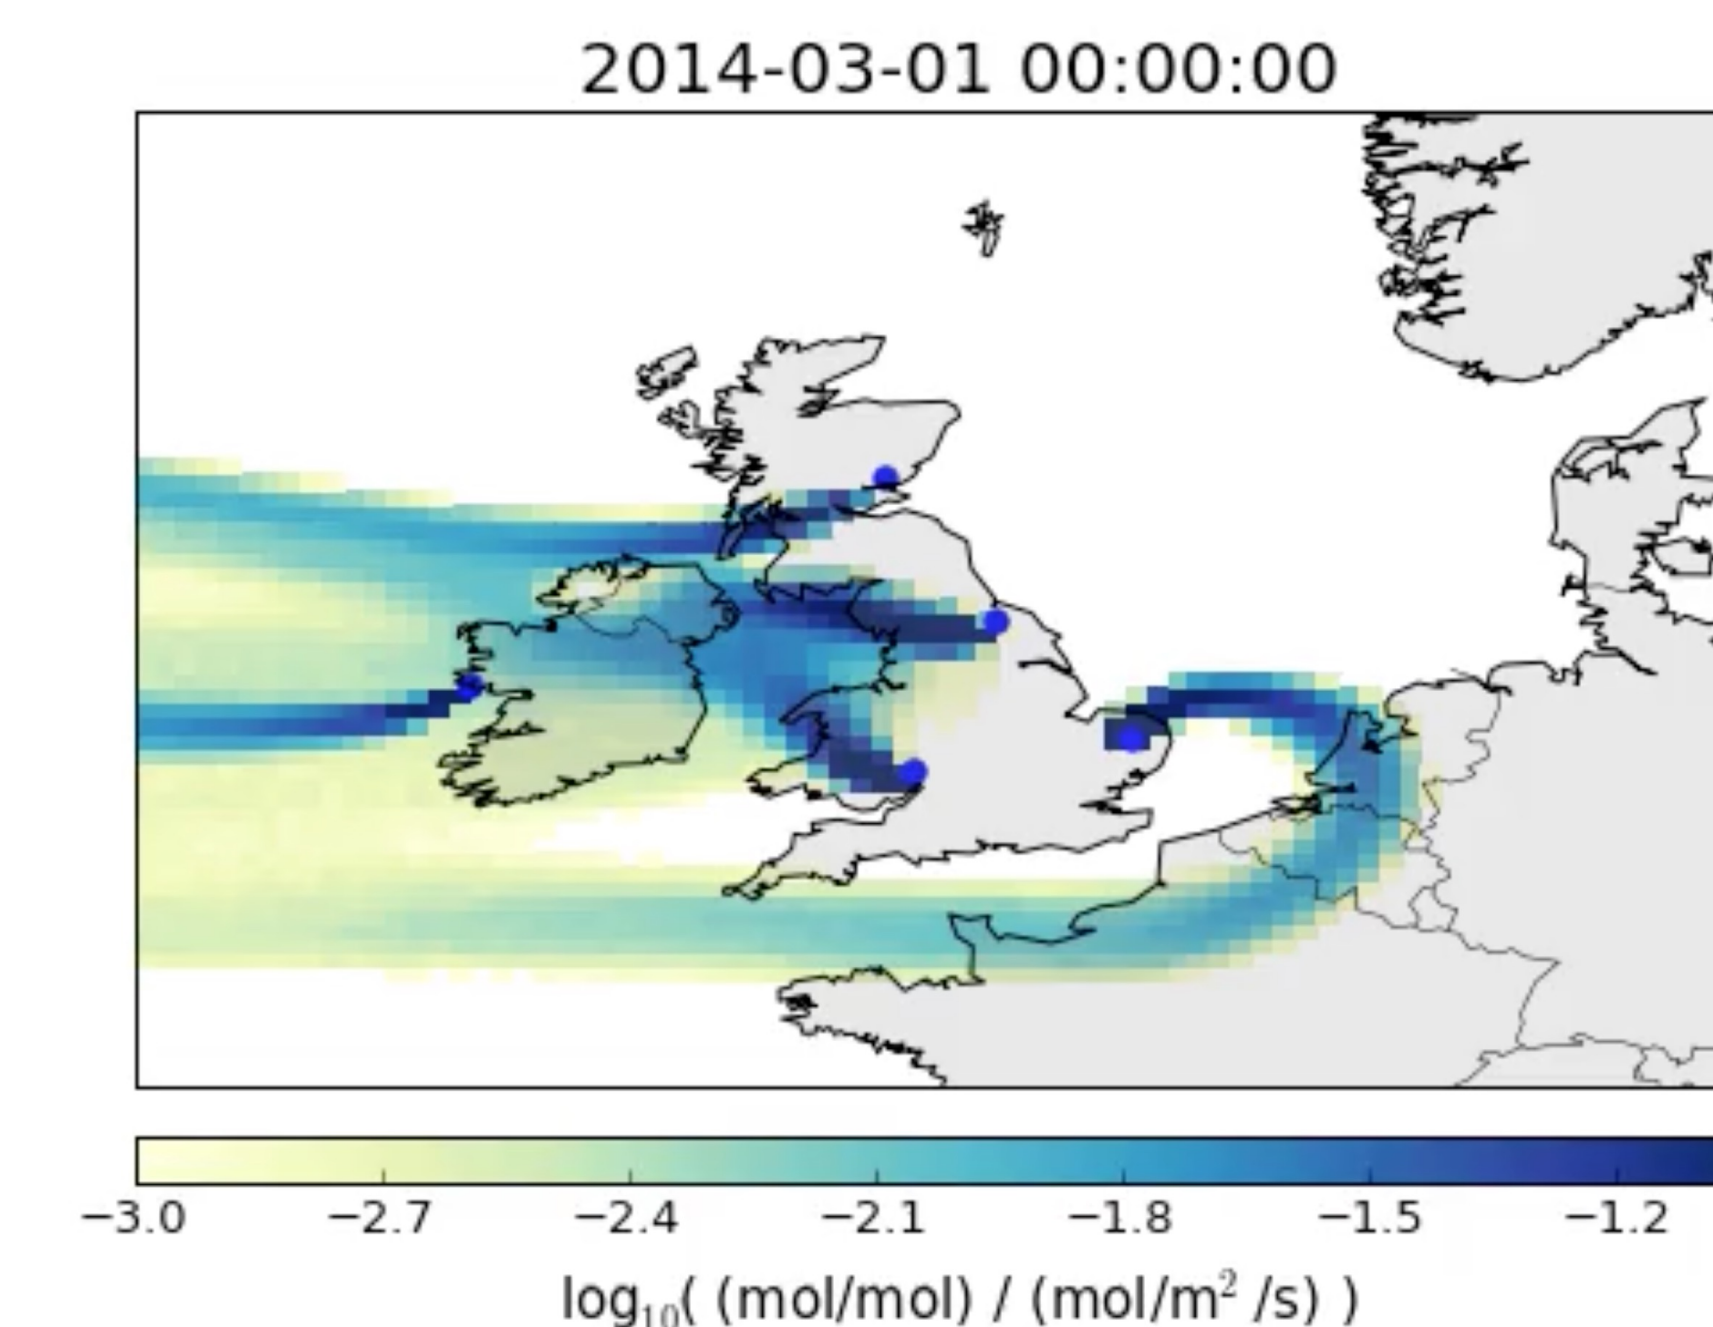 2014-03-01 00:00:00
−3.0 −2.7 −2.4 −2.1 −1.8 −1.5 −1.2
log₁₀( (mol/mol) / (mol/m² /s) )